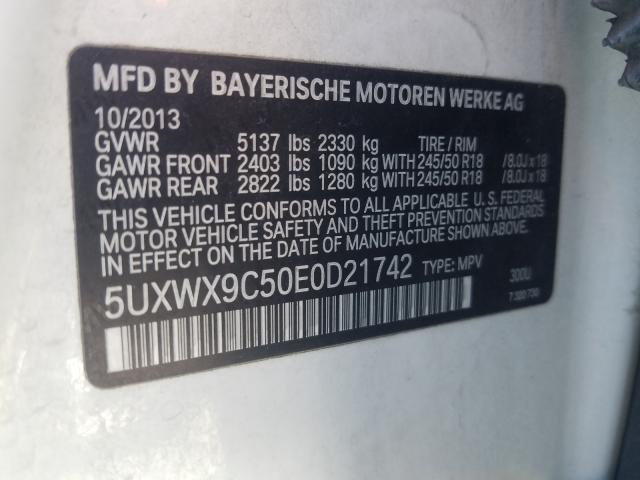 MFD BY BAYERISCHE MOTOREN WERKE AG
10/2013
GVWR 5137 lbs 2330 kg TIRE / RIM
GAWR FRONT 2403 lbs 1090 kg WITH 245/50 R18 / 8.0J x 18
GAWR REAR 2822 lbs 1280 kg WITH 245/50 R18 / 8.0J x 18
THIS VEHICLE CONFORMS TO ALL APPLICABLE U. S. FEDERAL
MOTOR VEHICLE SAFETY AND THEFT PREVENTION STANDARDS
IN EFFECT ON THE DATE OF MANUFACTURE SHOWN ABOVE.
5UXWX9C50E0D21742 TYPE: MPV 300U
7 300 730